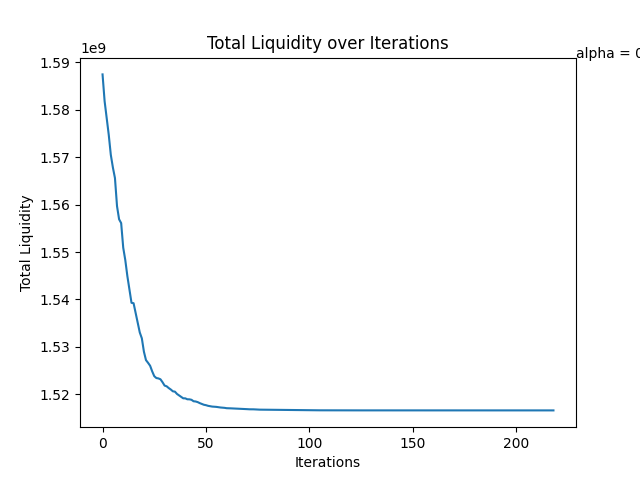 Total Liquidity over Iterations
1e9
alpha = 0
1.59
1.58
1.57
1.56
1.55
1.54
1.53
1.52
Total Liquidity
0 50 100 150 200
Iterations